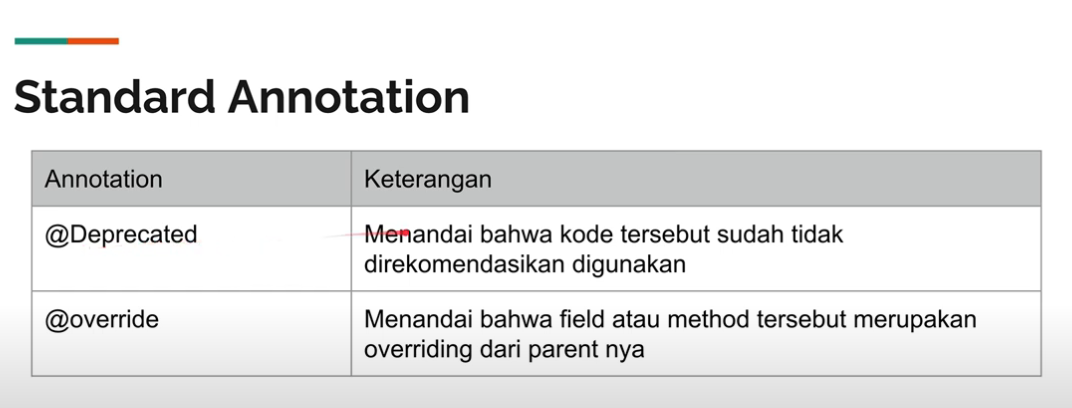 Standard Annotation
Annotation
Keterangan
@Deprecated
Menandai bahwa kode tersebut sudah tidak
direkomendasikan digunakan
@override
Menandai bahwa field atau method tersebut merupakan
overriding dari parent nya